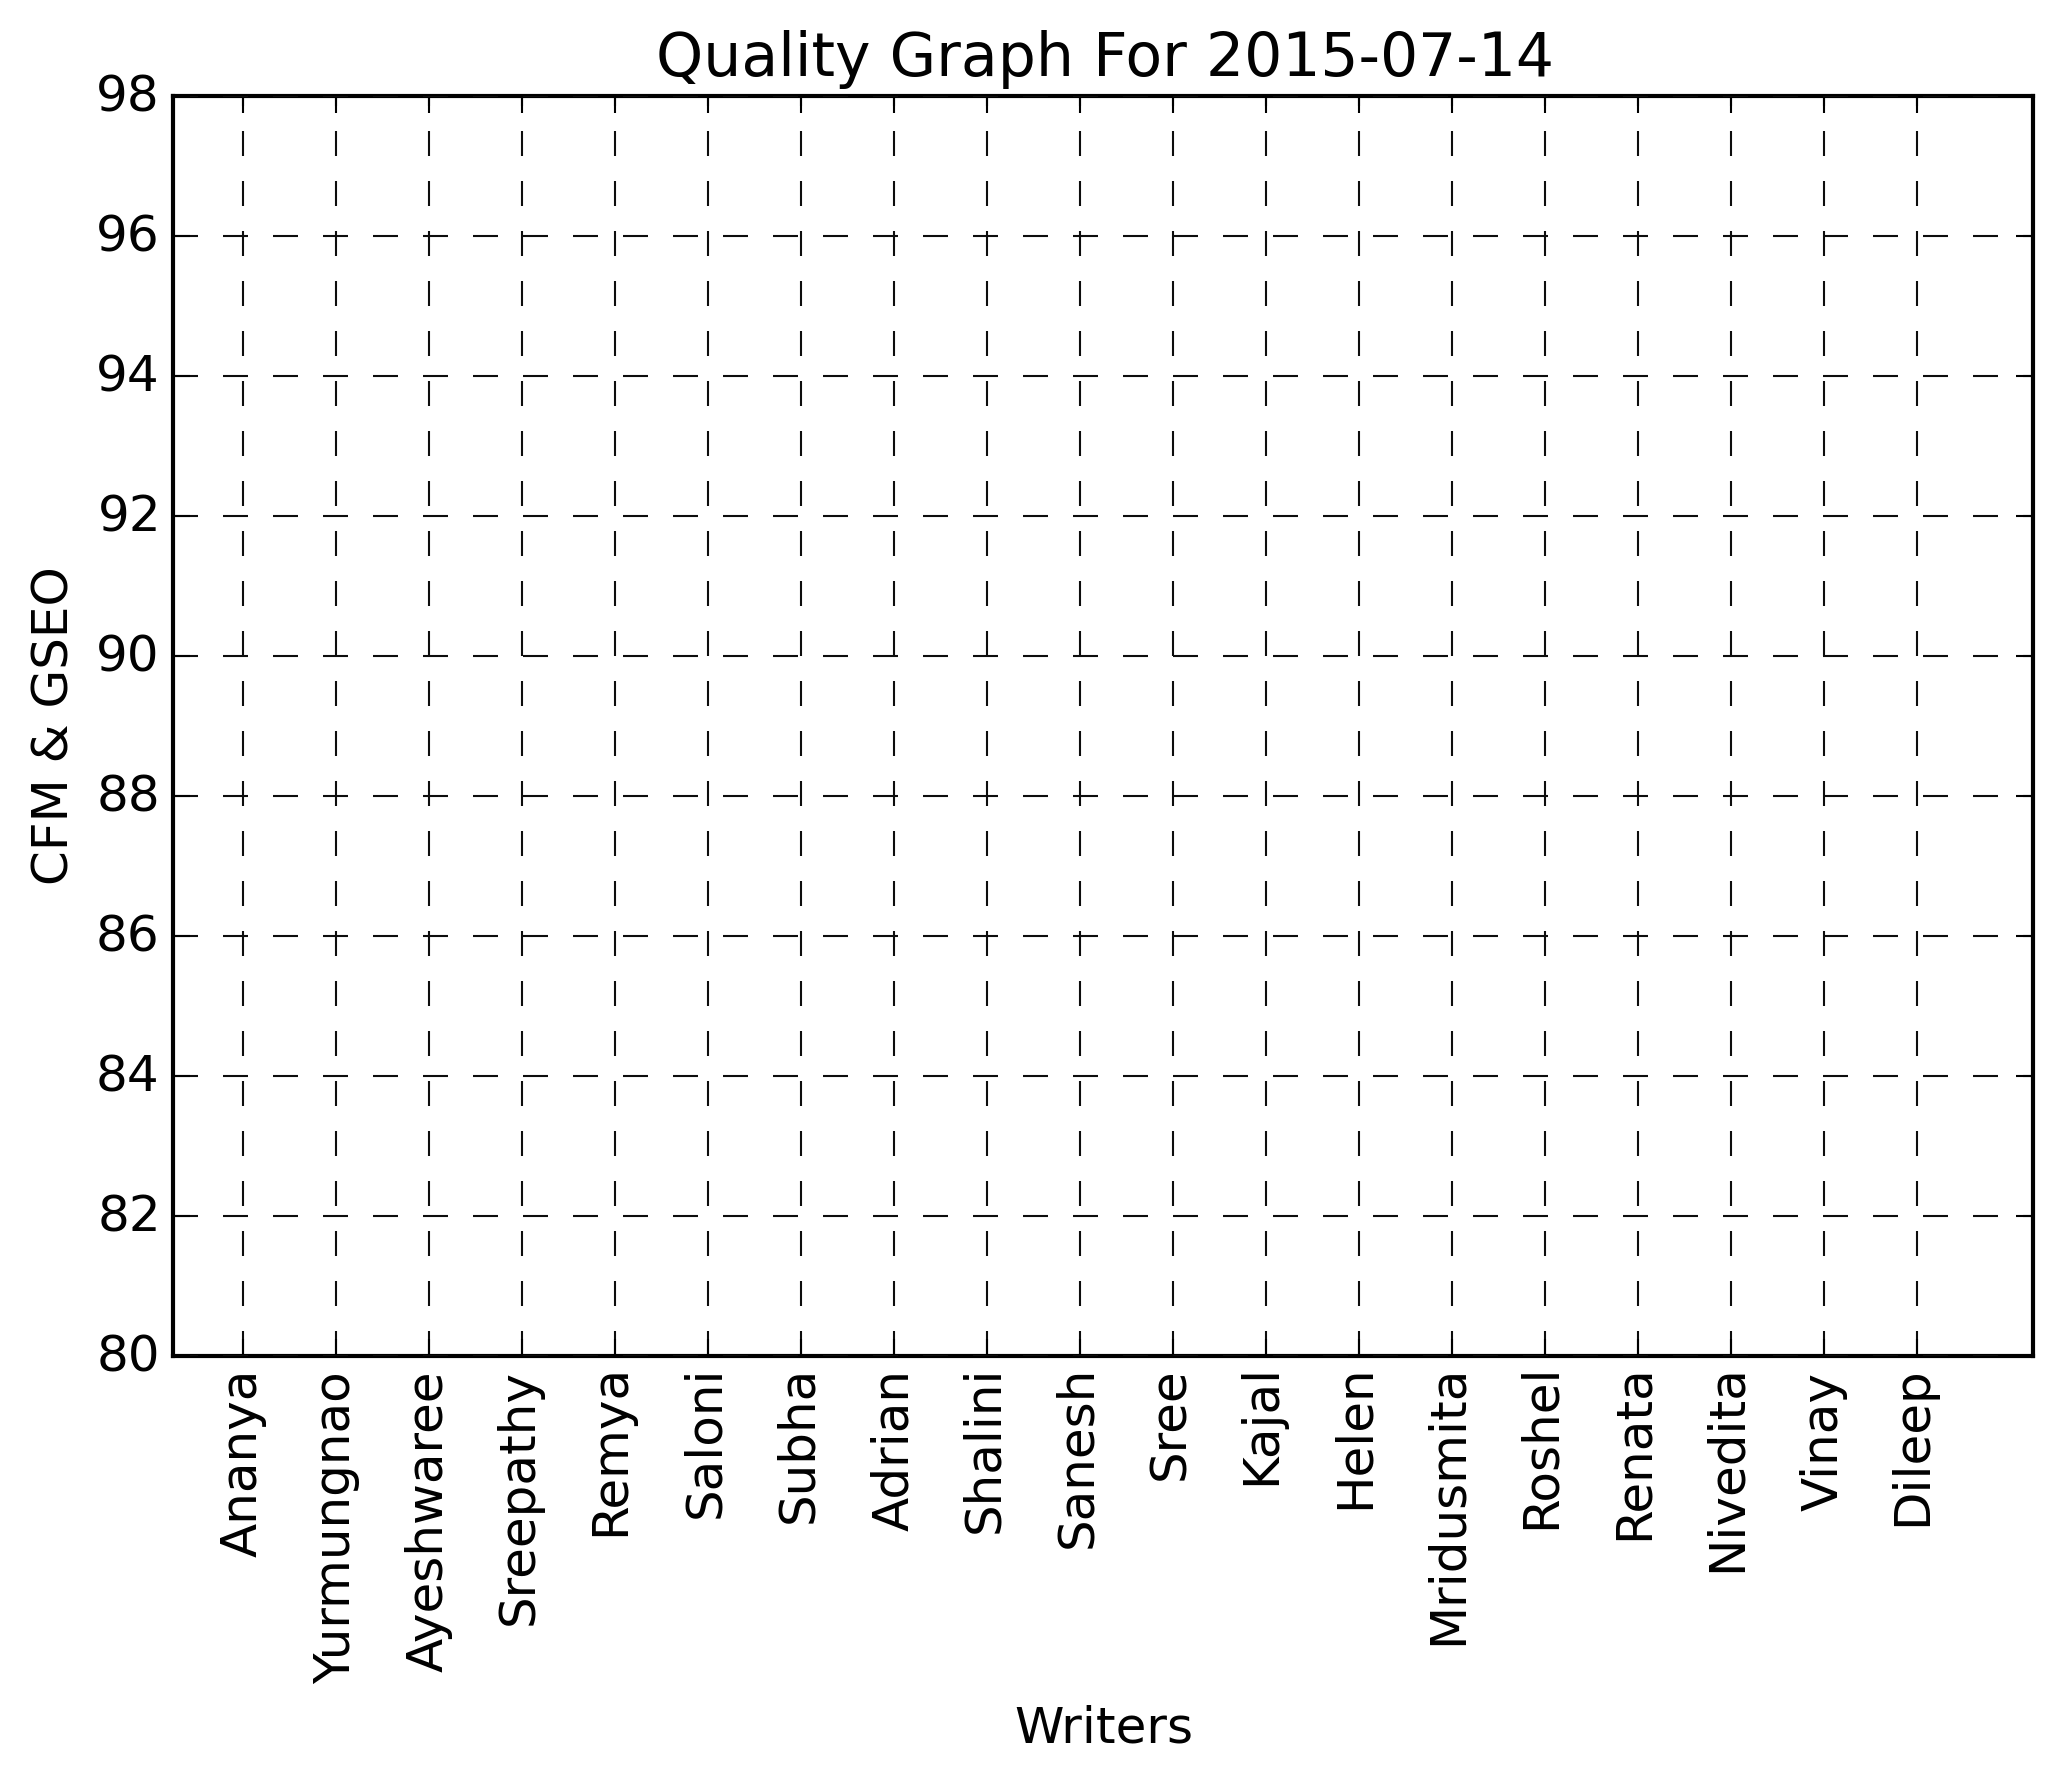 Quality Graph For 2015-07-14
98
96
94
92
90
88
86
84
82
80
CFM & GSEO
Ananya
Yurmungnao
Ayeshwaree
Sreepathy
Remya
Saloni
Subha
Adrian
Shalini
Sanesh
Sree
Kajal
Helen
Mridusmita
Roshel
Renata
Nivedita
Vinay
Dileep
Writers